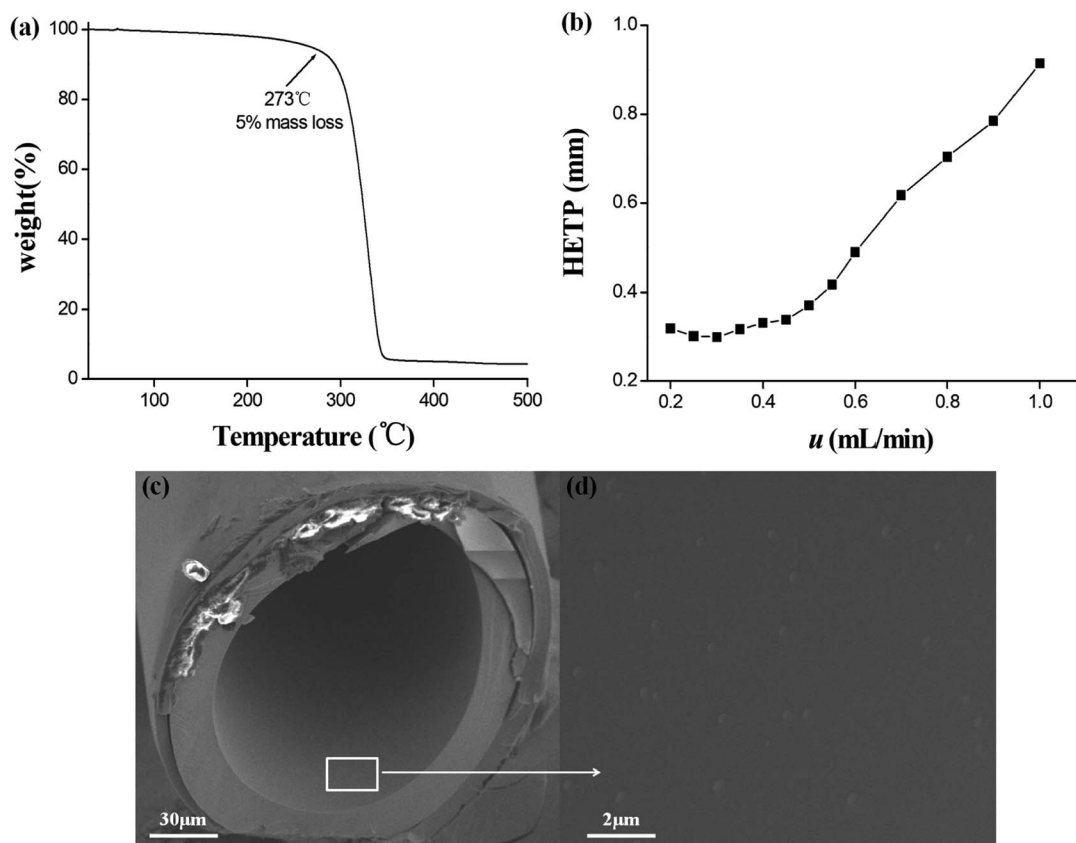 (a)
100
80
60
40
20
0
weight(%)
273℃
5% mass loss
100
200
300
400
500
Temperature (℃)
(b)
1.0
0.8
0.6
0.4
0.2
HETP (mm)
0.2
0.4
0.6
0.8
1.0
u (mL/min)
(c)
30μm
(d)
2μm